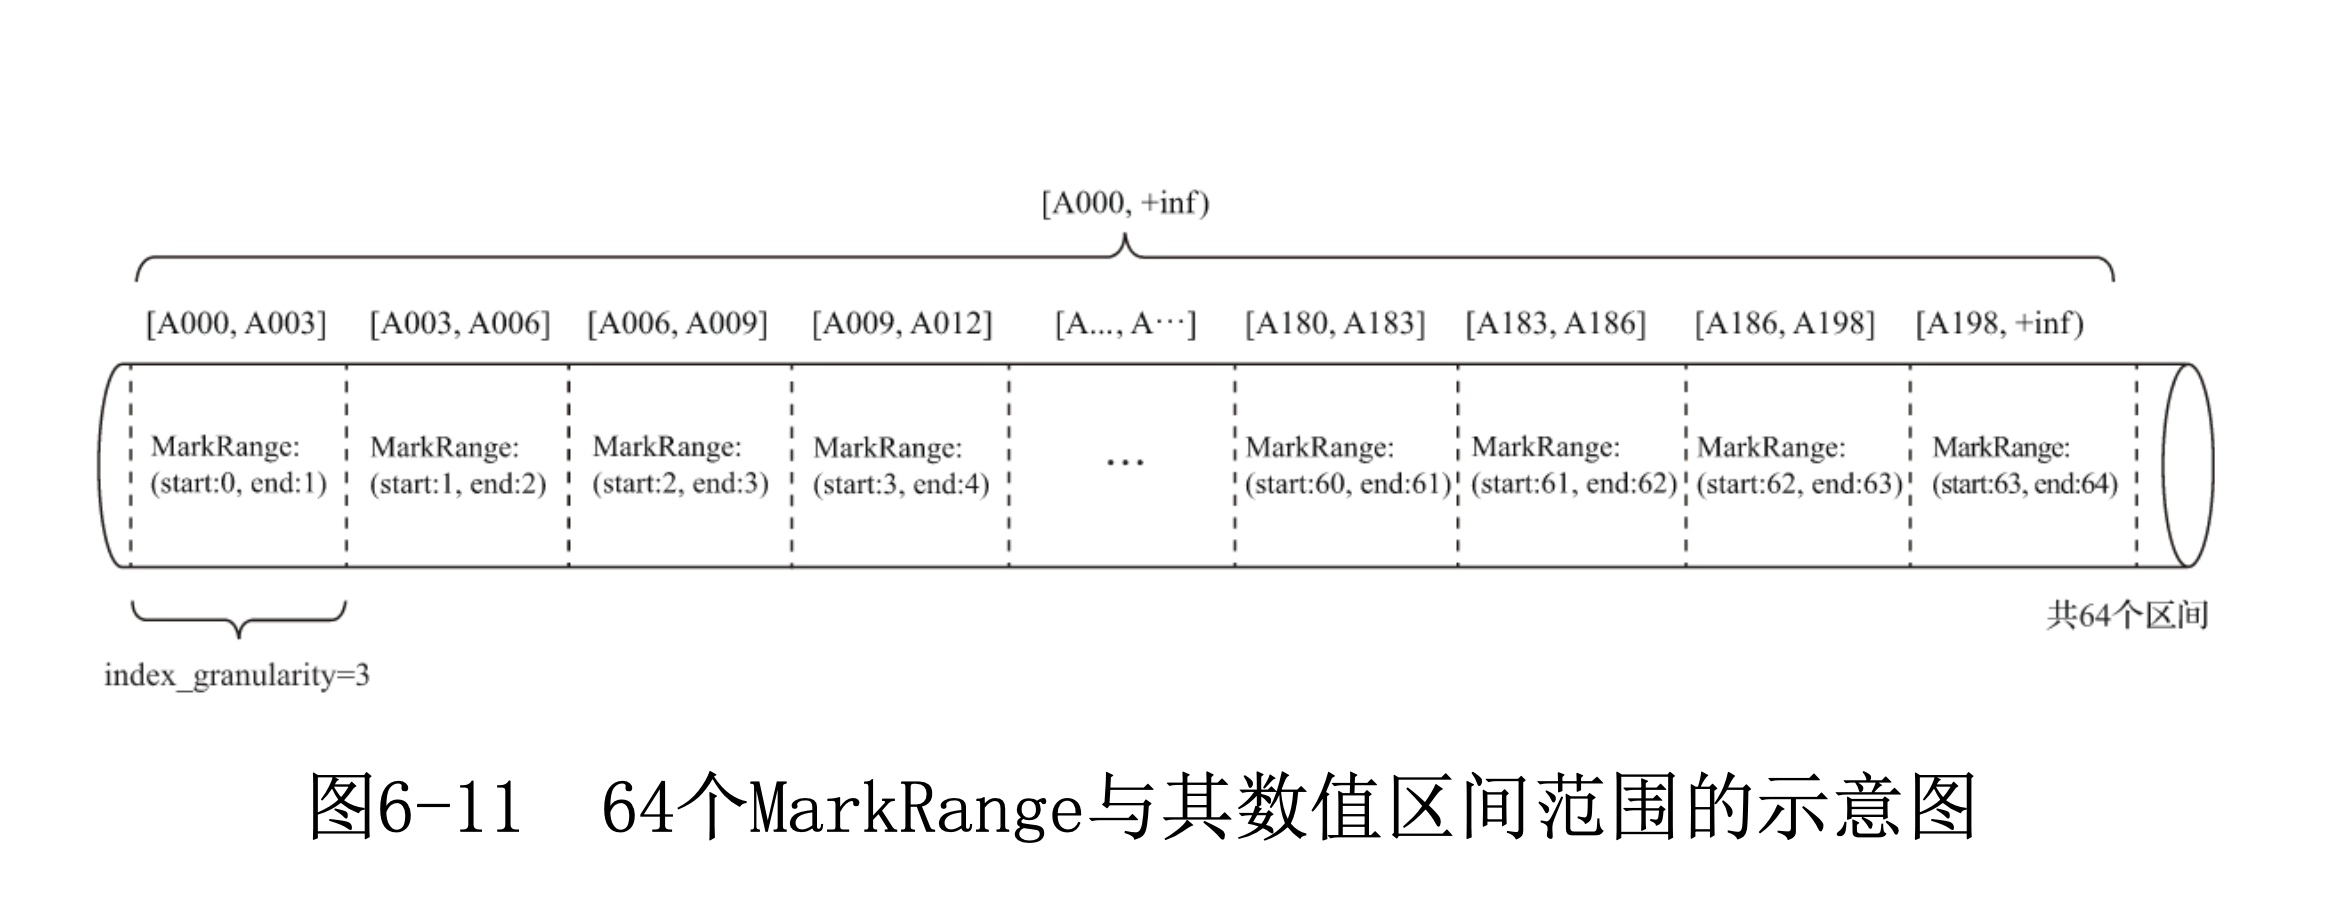 [A000, +inf)
[A000, A003] [A003, A006] [A006, A009] [A009, A012] [A..., A⋯] [A180, A183] [A183, A186] [A186, A198] [A198, +inf)
MarkRange: MarkRange: MarkRange: MarkRange: ... MarkRange: MarkRange: MarkRange: MarkRange:
(start:0, end:1) (start:1, end:2) (start:2, end:3) (start:3, end:4) (start:60, end:61) (start:61, end:62) (start:62, end:63) (start:63, end:64)
共64个区间
index_granularity=3
图6-11 64个MarkRange与其数值区间范围的示意图